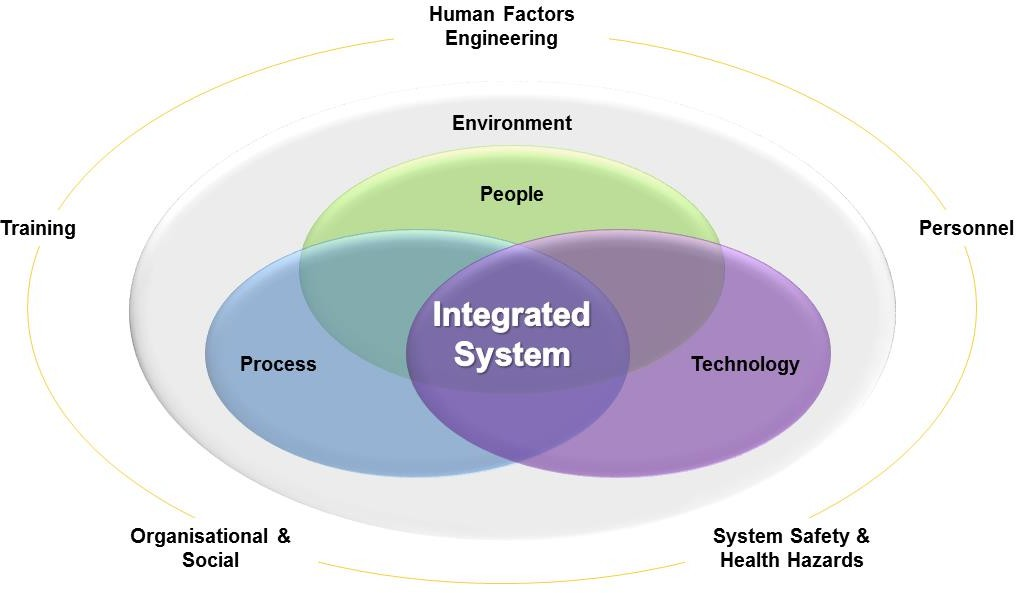 Human Factors
Engineering
Environment
People
Training
Personnel
Integrated
System
Process
Technology
Organisational &
Social
System Safety &
Health Hazards